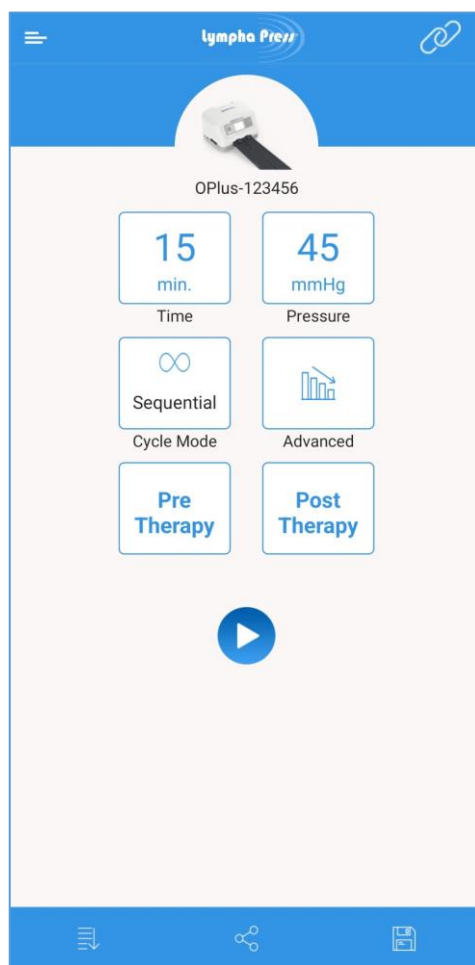 Lympha Press
OPlus-123456
15 45
min. mmHg
Time Pressure
Sequential
Cycle Mode Advanced
Pre Post
Therapy Therapy